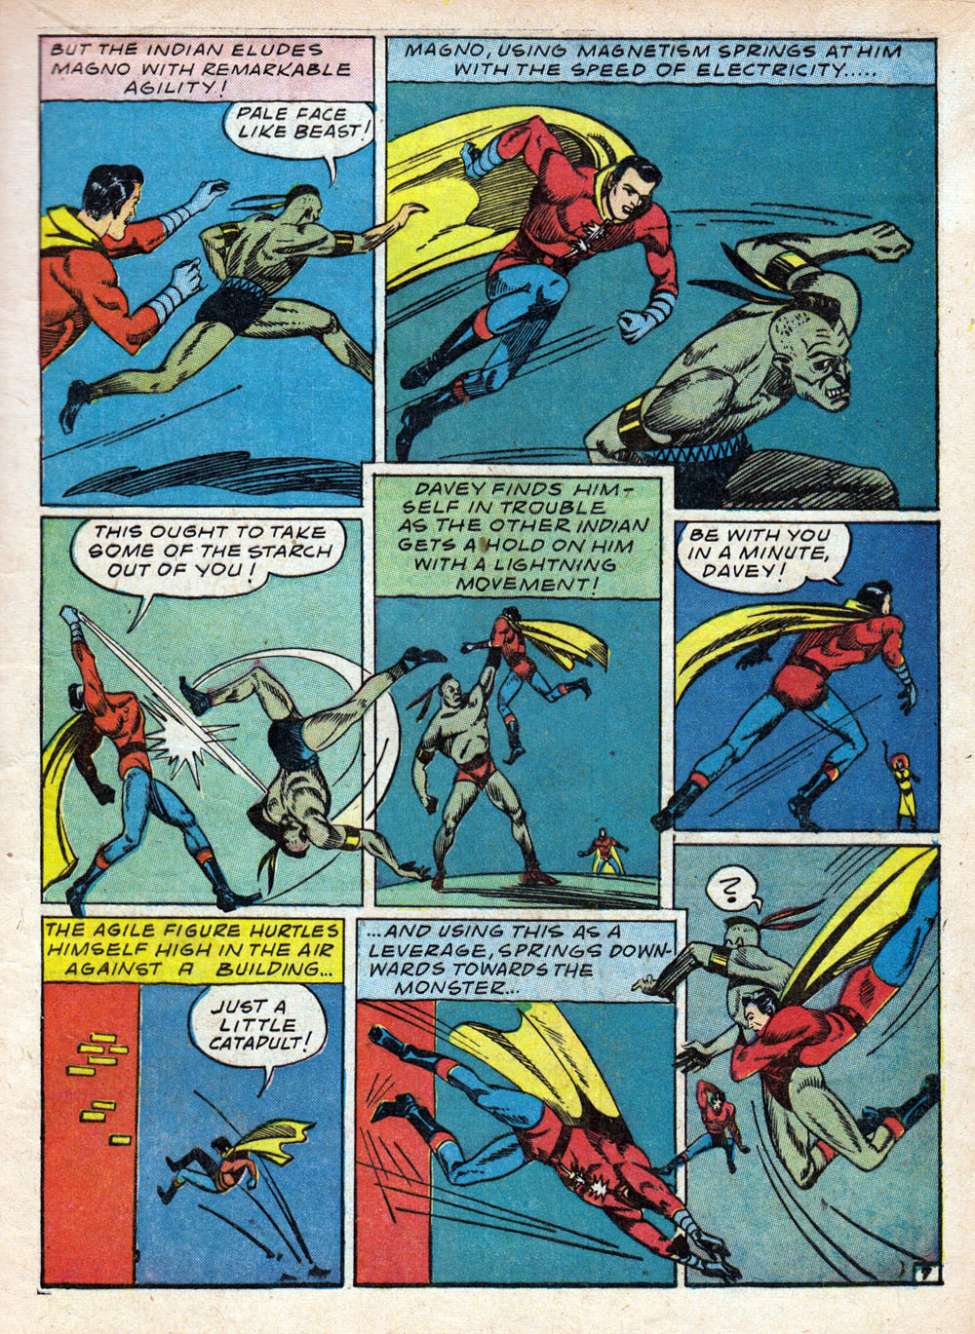 BUT THE INDIAN ELUDES
MAGNO WITH REMARKABLE
AGILITY!
PALE FACE
LIKE BEAST!
MAGNO, USING MAGNETISM SPRINGS AT HIM
WITH THE SPEED OF ELECTRICITY.....
THIS OUGHT TO TAKE
SOME OF THE STARCH
OUT OF YOU!
DAVEY FINDS HIM-
SELF IN TROUBLE
AS THE OTHER INDIAN
GETS A HOLD ON HIM
WITH A LIGHTNING
MOVEMENT!
BE WITH YOU
IN A MINUTE,
DAVEY!
THE AGILE FIGURE HURTLES
HIMSELF HIGH IN THE AIR
AGAINST A BUILDING...
JUST A
LITTLE
CATAPULT!
...AND USING THIS AS A
LEVERAGE, SPRINGS DOWN-
WARDS TOWARDS THE
MONSTER...
?
7